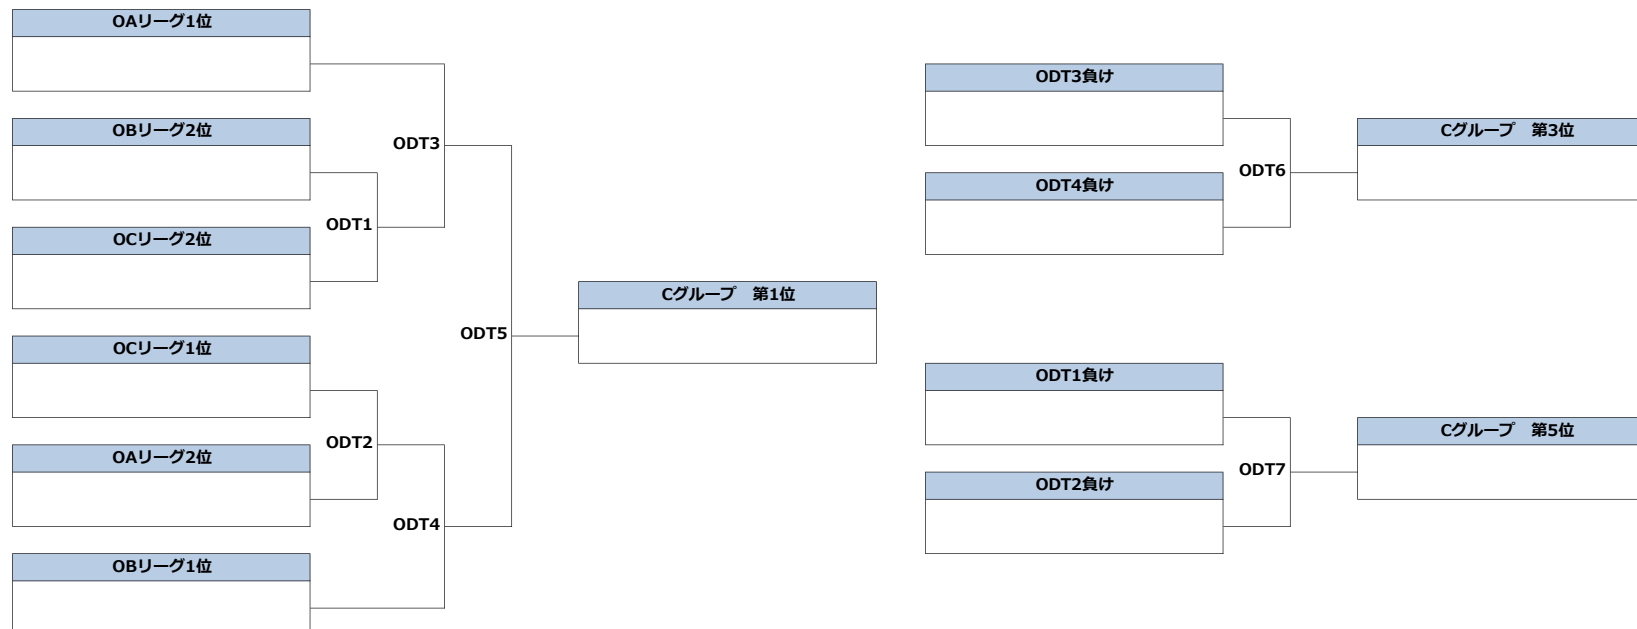 OAリーグ1位
OBリーグ2位
ODT3
ODT1
OCリーグ2位
Cグループ　第1位
ODT5
OCリーグ1位
ODT2
OAリーグ2位
ODT4
OBリーグ1位
ODT3負け
Cグループ　第3位
ODT6
ODT4負け
ODT1負け
Cグループ　第5位
ODT7
ODT2負け